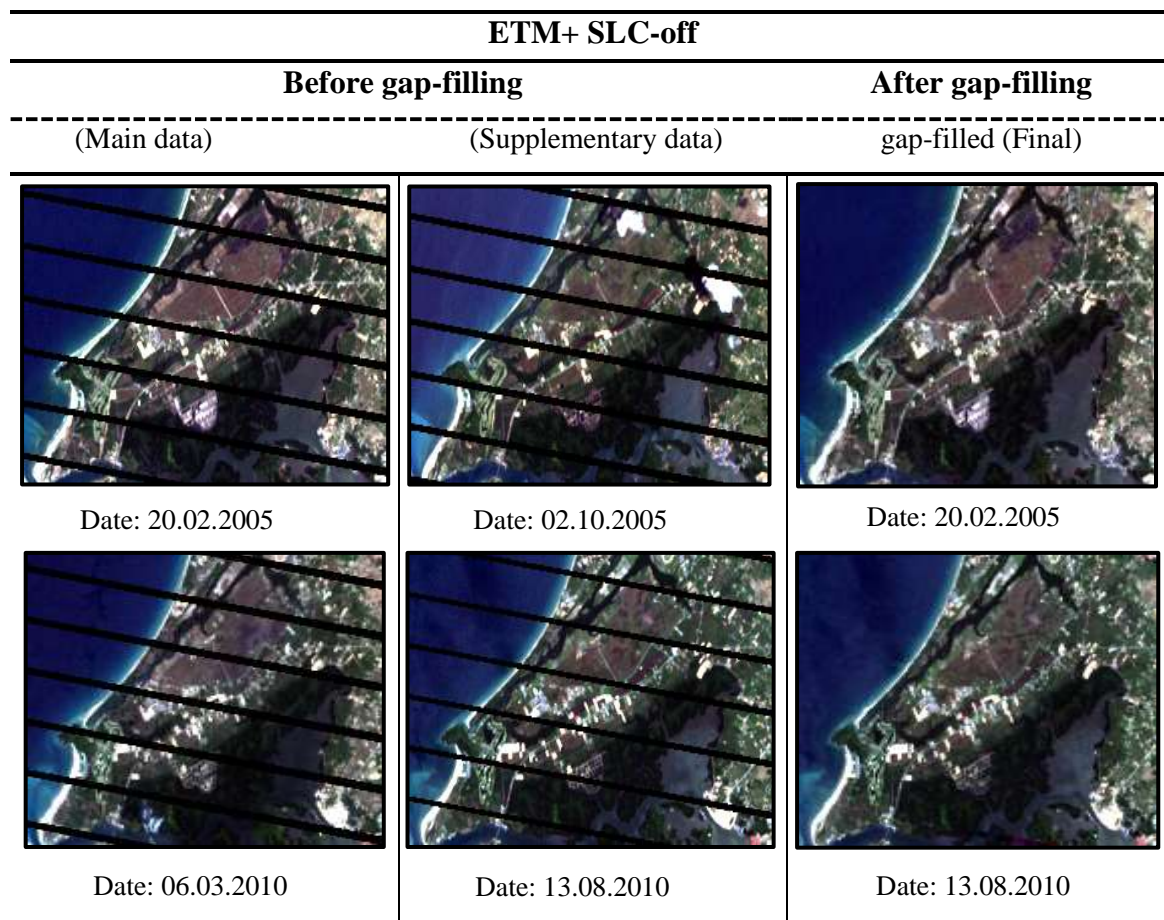 ETM+ SLC-off
Before gap-filling After gap-filling
(Main data) (Supplementary data) gap-filled (Final)
Date: 20.02.2005 Date: 02.10.2005 Date: 20.02.2005
Date: 06.03.2010 Date: 13.08.2010 Date: 13.08.2010